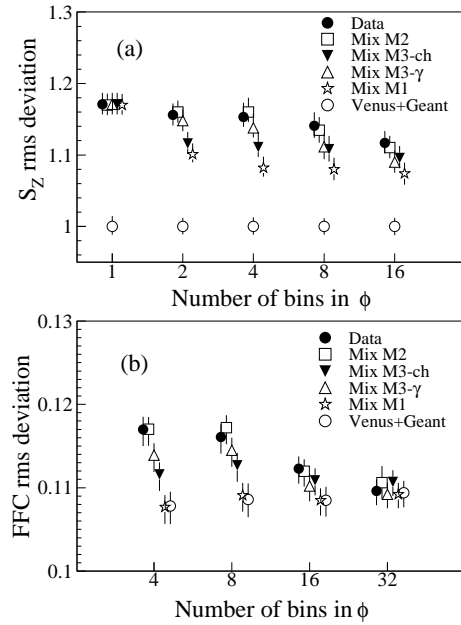 1.3
(a)
Data
Mix M2
Mix M3-ch
Mix M3-γ
Mix M1
Venus+Geant
1.2
1.1
1
S_Z rms deviation
1 2 4 8 16
Number of bins in ϕ
0.13
(b)
Data
Mix M2
Mix M3-ch
Mix M3-γ
Mix M1
Venus+Geant
0.12
0.11
0.1
FFC rms deviation
4 8 16 32
Number of bins in ϕ